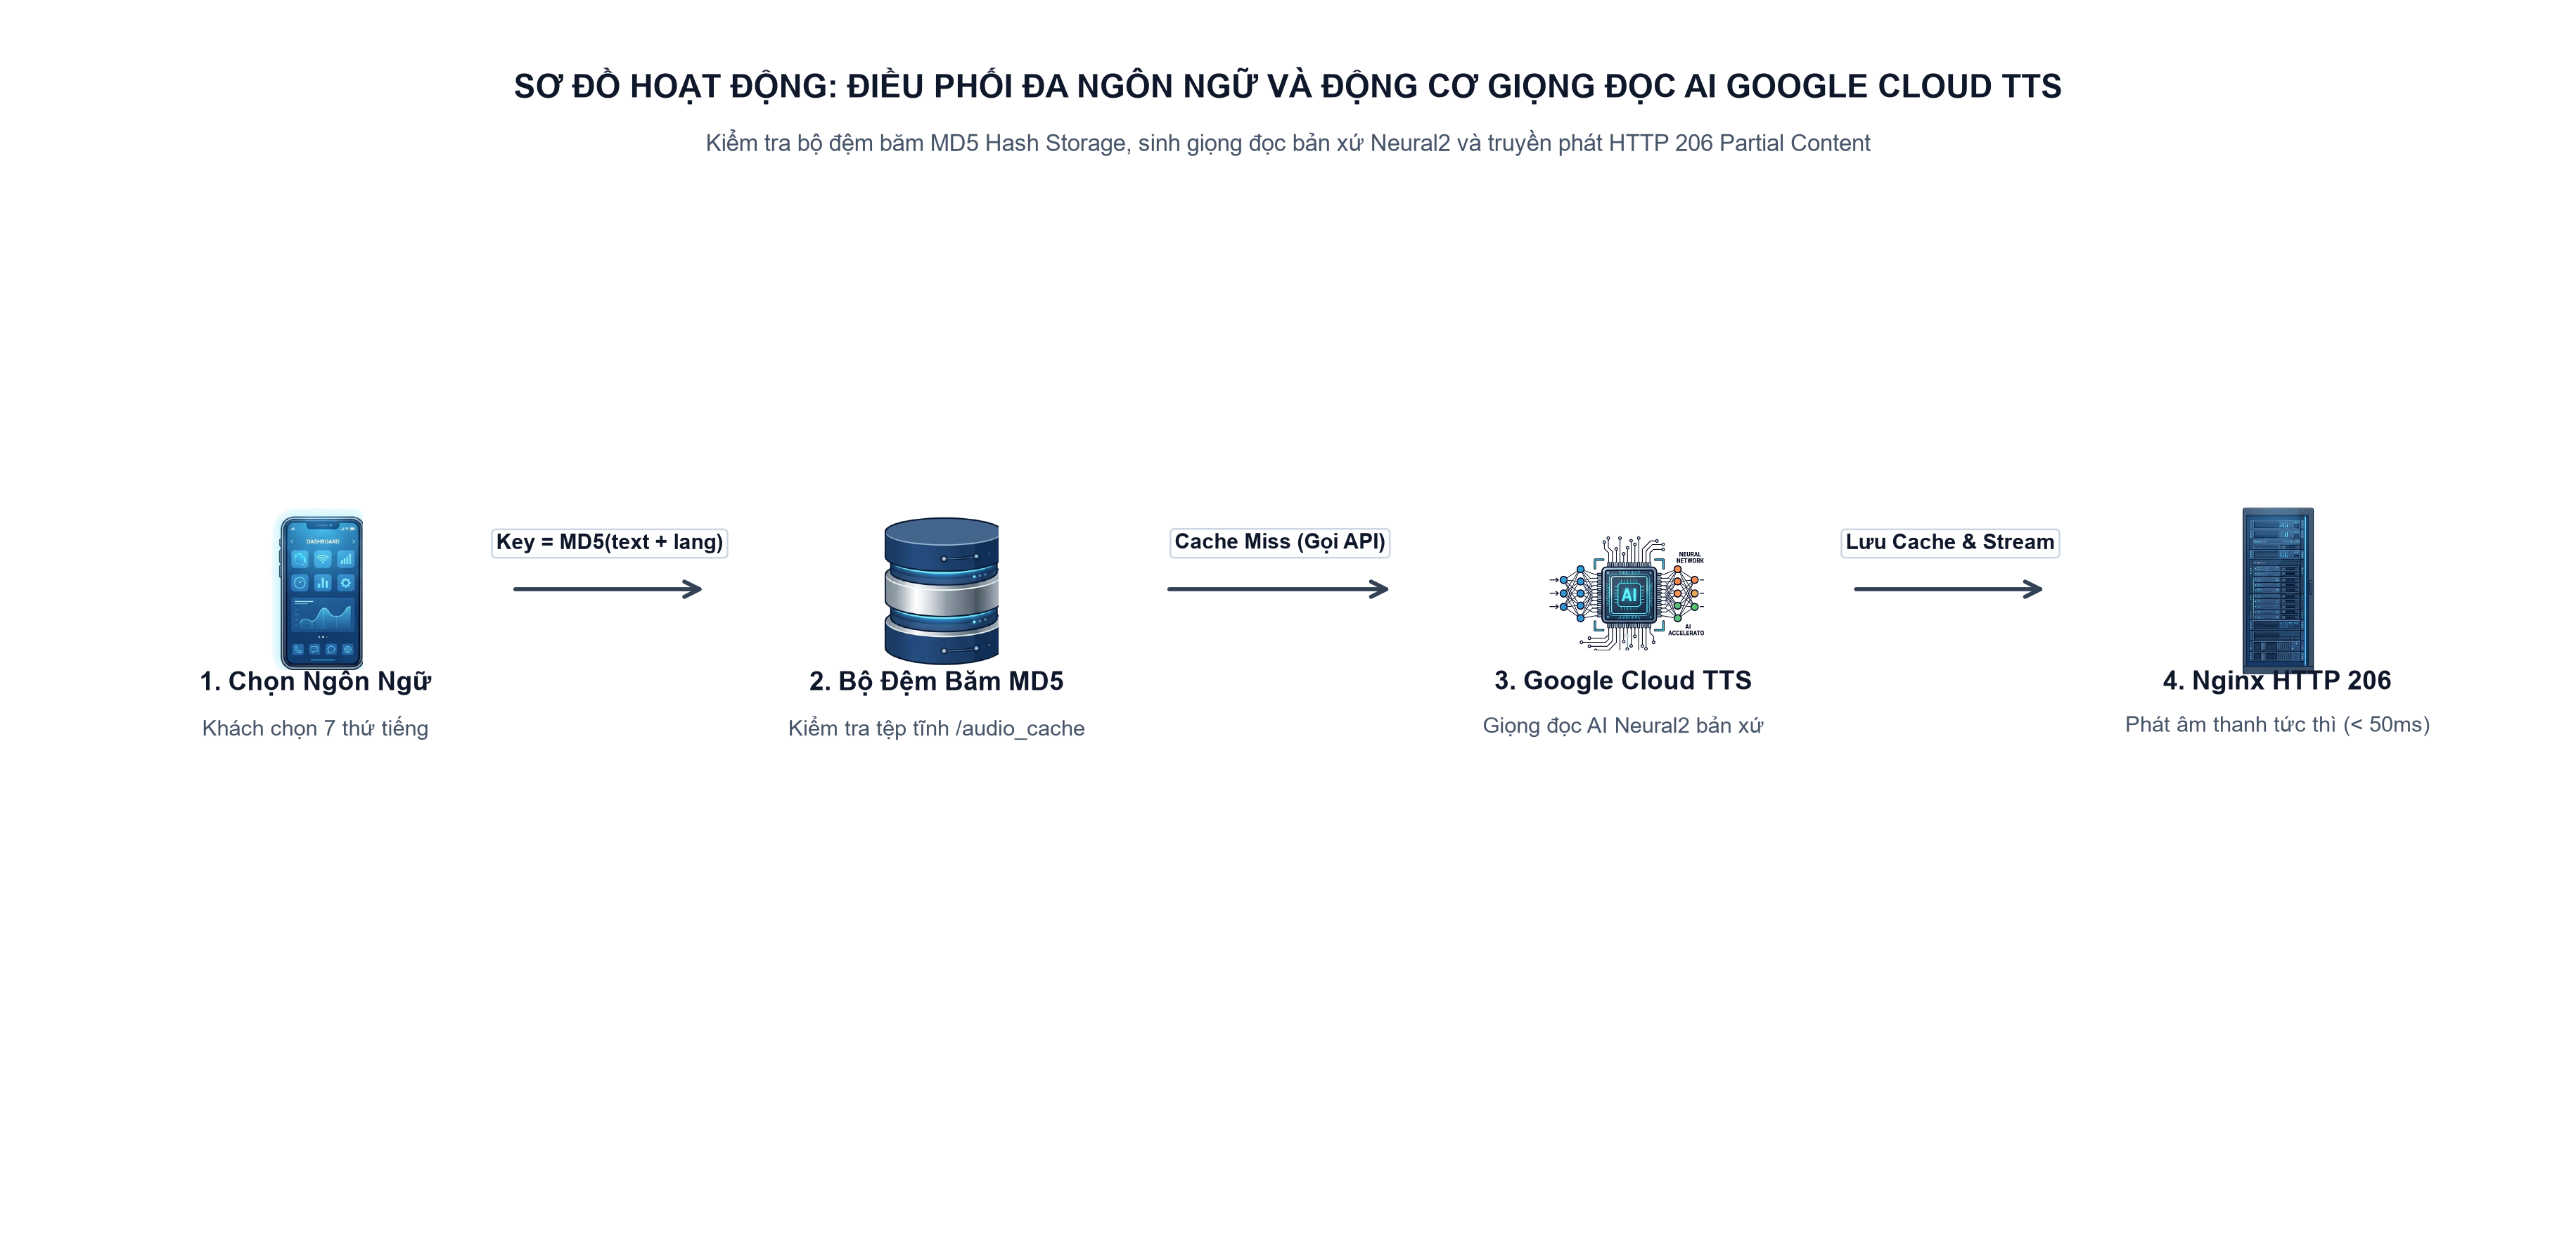 SƠ ĐỒ HOẠT ĐỘNG: ĐIỀU PHỐI ĐA NGÔN NGỮ VÀ ĐỘNG CƠ GIỌNG ĐỌC AI GOOGLE CLOUD TTS
Kiểm tra bộ đệm băm MD5 Hash Storage, sinh giọng đọc bản xứ Neural2 và truyền phát HTTP 206 Partial Content
DASHBOARD
1. Chọn Ngôn Ngữ
Khách chọn 7 thứ tiếng
Key = MD5(text + lang)
2. Bộ Đệm Băm MD5
Kiểm tra tệp tĩnh /audio_cache
Cache Miss (Gọi API)
NEURAL
NETWORK
AI
AI
ACCELERATO
3. Google Cloud TTS
Giọng đọc AI Neural2 bản xứ
Lưu Cache & Stream
4. Nginx HTTP 206
Phát âm thanh tức thì (< 50ms)